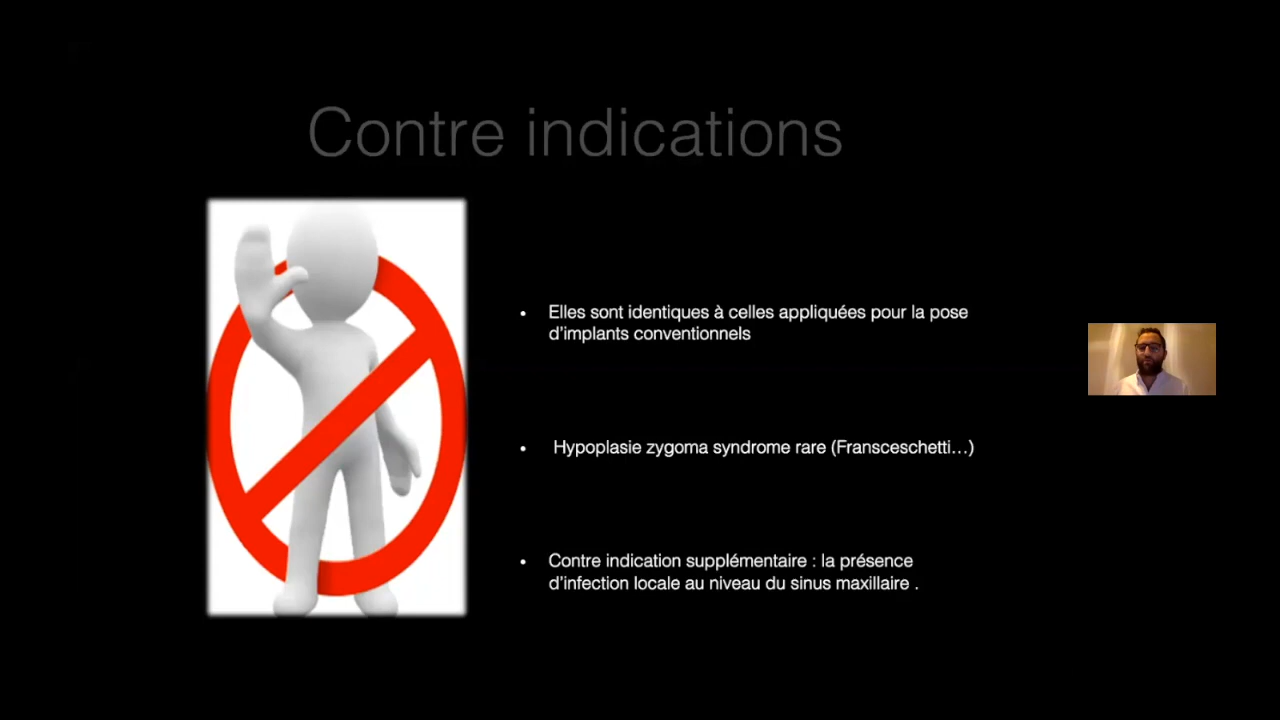 Contre indications
• Elles sont identiques à celles appliquées pour la pose
d'implants conventionnels
• Hypoplasie zygoma syndrome rare (Fransceschetti…)
• Contre indication supplémentaire : la présence
d'infection locale au niveau du sinus maxillaire .